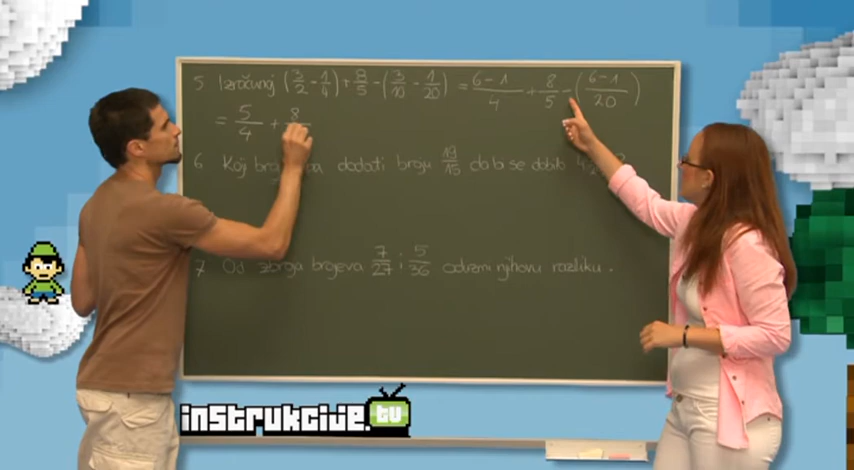 5 Izračunaj (3/2 - 1/4) + 8/5 - (3/10 - 1/20) = (6-1)/4 + 8/5 - ((6-1)/20)
= 5/4 + 8
6. Koji dodati broju 19/15 da bi se dobilo
7. Od zbroja brojeva 7/27 i 5/36 oduzmi njihovu razliku.
instrukcije.tv